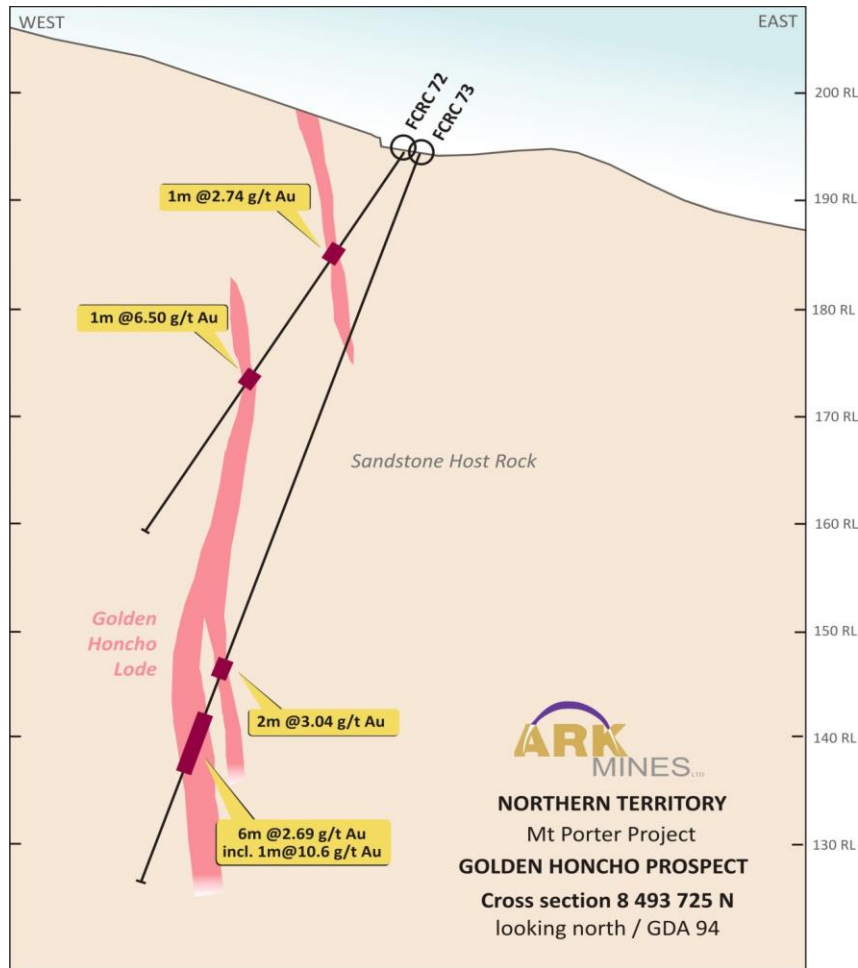 WEST
EAST
FCRC 72
FCRC 73
200 RL
190 RL
180 RL
170 RL
160 RL
150 RL
140 RL
130 RL
1m @2.74 g/t Au
1m @6.50 g/t Au
Sandstone Host Rock
Golden
Honcho
Lode
2m @3.04 g/t Au
6m @2.69 g/t Au
incl. 1m@10.6 g/t Au
ARK
MINES LTD
NORTHERN TERRITORY
Mt Porter Project
GOLDEN HONCHO PROSPECT
Cross section 8 493 725 N
looking north / GDA 94